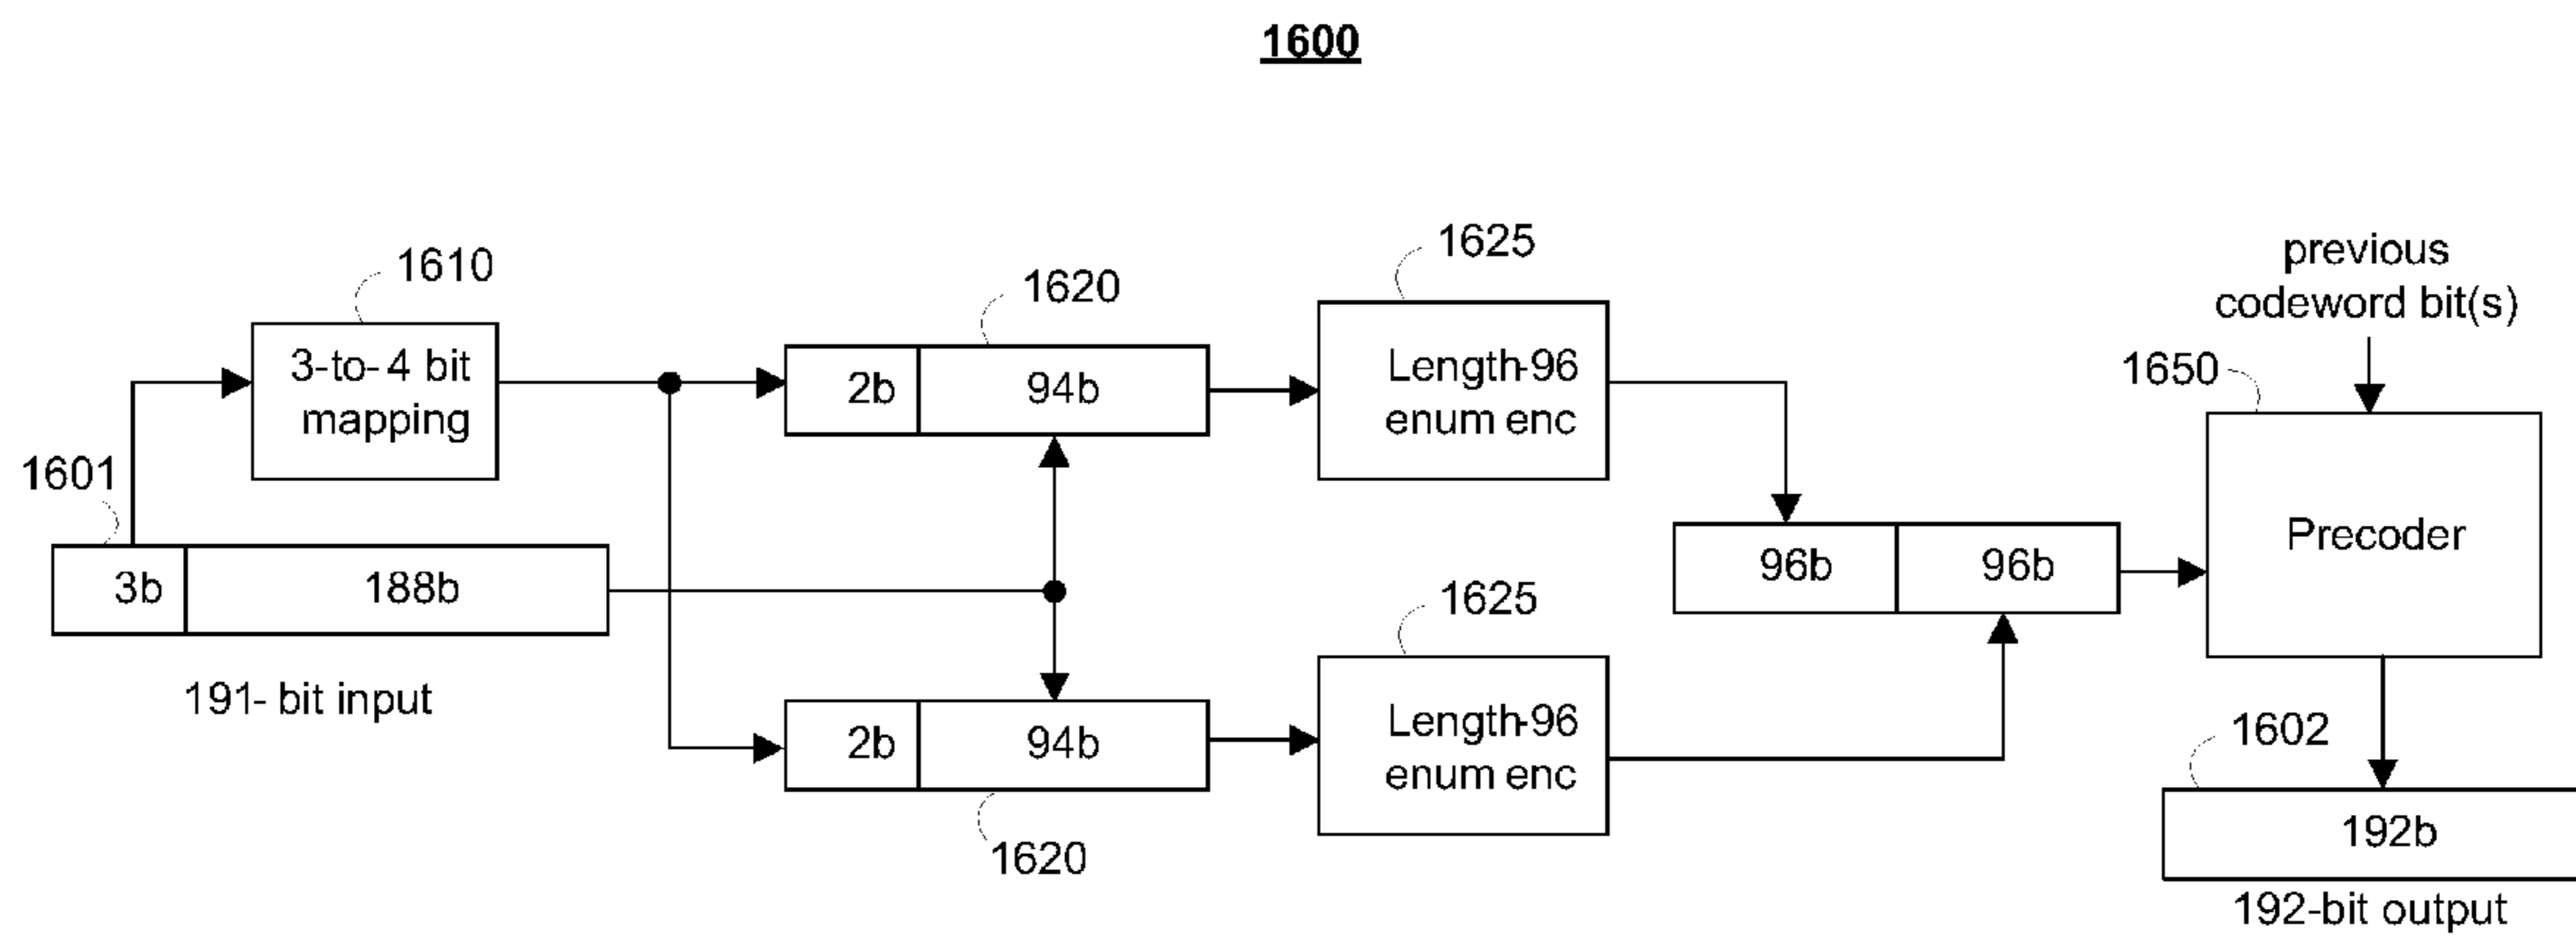 1600
1610
3-to-4 bit
mapping
1601
3b
188b
191-bit input
1620
2b
94b
1625
Length-96
enum enc
2b
94b
1620
1625
Length-96
enum enc
96b
96b
previous
codeword bit(s)
1650
Precoder
1602
192b
192-bit output